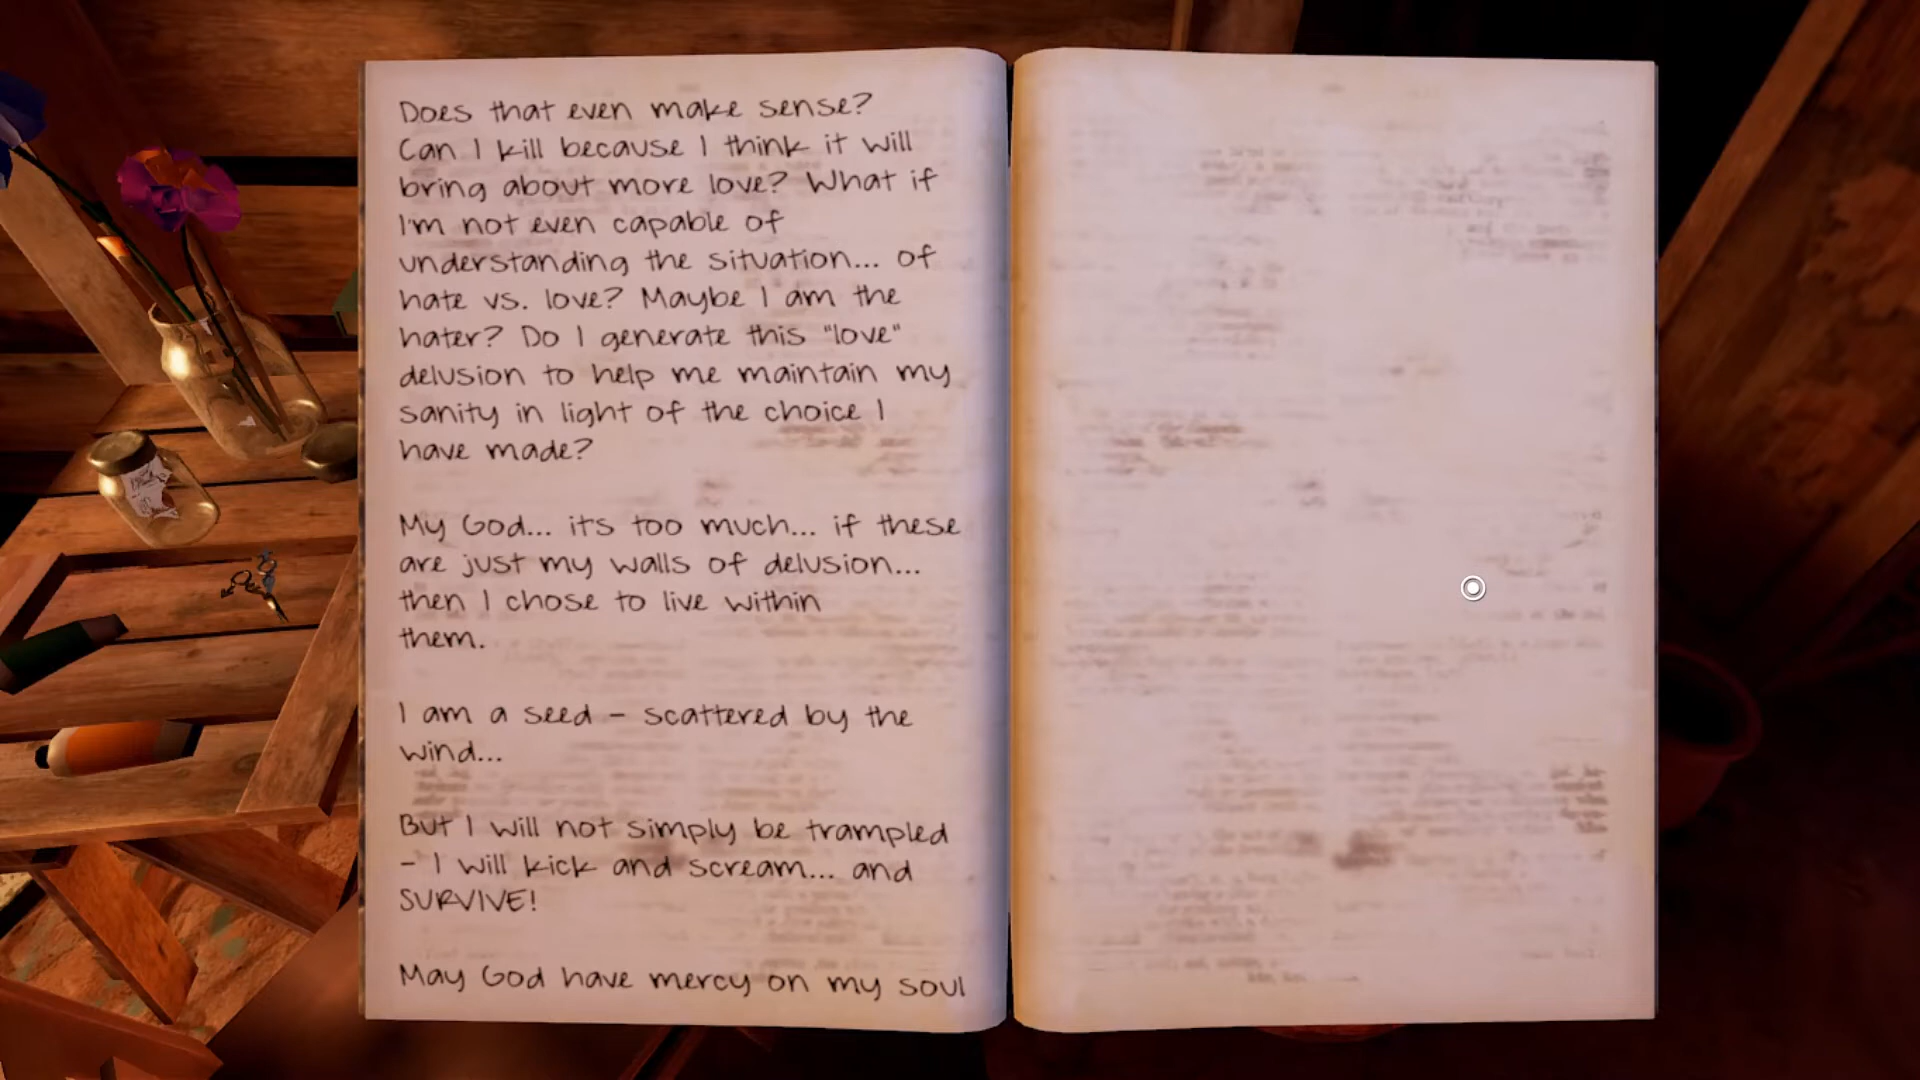 Does that even make sense?
Can I kill because I think it will
bring about more love? What if
I'm not even capable of
understanding the situation... of
hate vs. love? Maybe I am the
hater? Do I generate this "love"
delusion to help me maintain my
sanity in light of the choice I
have made?
My God... its too much... if these
are just my walls of delusion...
then I chose to live within
them.
I am a seed - scattered by the
wind...
But I will not simply be trampled
- I will kick and scream... and
SURVIVE!
May God have mercy on my soul